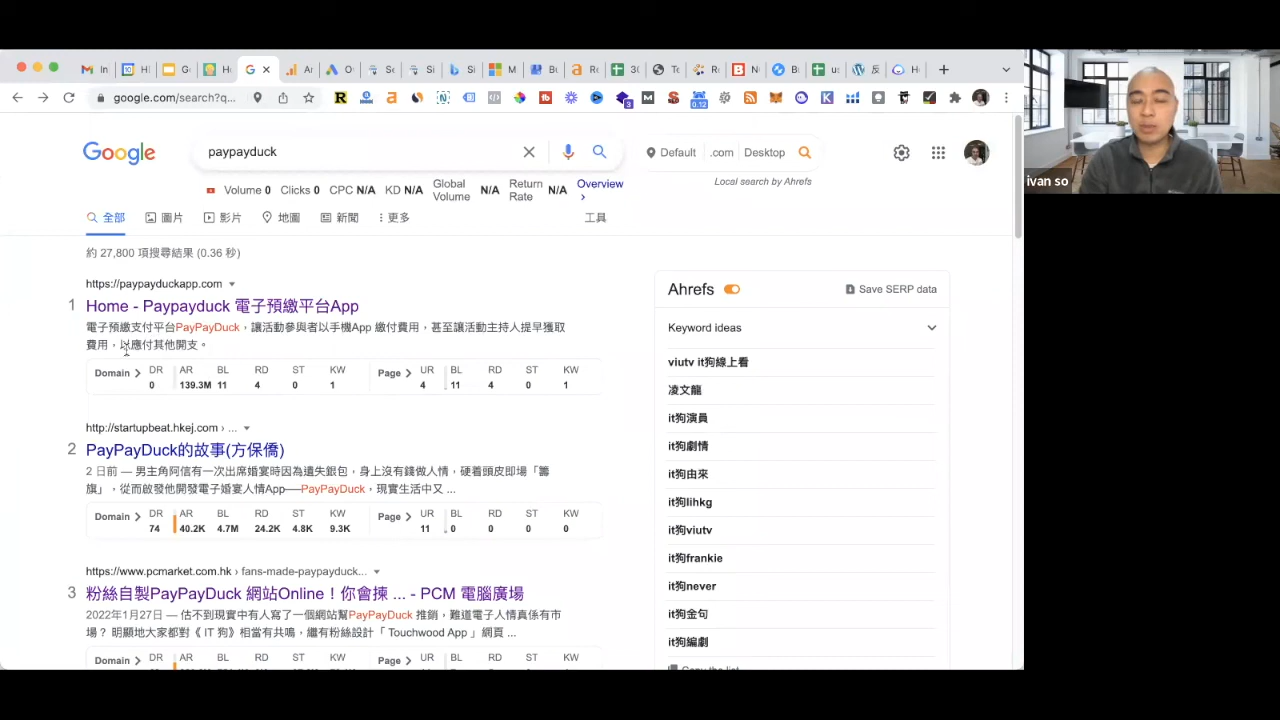 In
H
G
H
G
Ar
O
S
S
M
google.com/search?q...
3
0.12
ivan so
Google
paypayduck
Default
.com
Desktop
Local search by Ahrefs
Volume 0
Clicks 0
CPC N/A
KD N/A
Global Volume N/A
Return Rate N/A
Overview
全部
圖片
影片
地圖
新聞
更多
工具
約 27,800 項搜尋結果 (0.36 秒)
https://paypayduckapp.com
1
Home - Paypayduck 電子預繳平台App
電子預繳支付平台PayPayDuck，讓活動參與者以手機App 繳付費用，甚至讓活動主持人提早獲取
費用，以應付其他開支。
Domain
DR AR BL RD ST KW
0 139.3M 11 4 0 1
Page
UR BL RD ST KW
4 11 4 0 1
http://startupbeat.hkej.com › ...
2
PayPayDuck的故事(方保僑)
2 日前 — 男主角阿信有一次出席婚宴時因為遺失銀包，身上沒有錢做人情，硬着頭皮即場「籌
旗」，從而啟發他開發電子婚宴人情App──PayPayDuck，現實生活中又 ...
Domain
DR AR BL RD ST KW
74 40.2K 4.7M 24.2K 4.8K 9.3K
Page
UR BL RD ST KW
11 0 0 0 0
https://www.pcmarket.com.hk › fans-made-paypayduck...
3
粉絲自製PayPayDuck 網站Online！你會揀 ... - PCM 電腦廣場
2022年1月27日 — 估不到現實中有人寫了一個網站幫PayPayDuck 推銷，難道電子人情真係有市
場？ 明顯地大家都對《 IT 狗》相當有共鳴，繼有粉絲設計「 Touchwood App 」網頁 ...
Domain
DR AR BL RD ST KW
Page
UR BL RD ST KW
Ahrefs
Save SERP data
Keyword ideas
viutv it狗線上看
凌文龍
it狗演員
it狗劇情
it狗由來
it狗lihkg
it狗viutv
it狗frankie
it狗never
it狗金句
it狗編劇
Copy the list